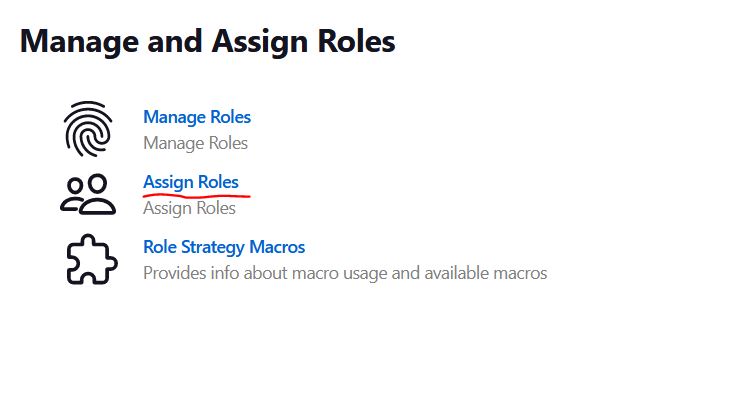 Manage and Assign Roles
Manage Roles
Manage Roles
Assign Roles
Assign Roles
Role Strategy Macros
Provides info about macro usage and available macros